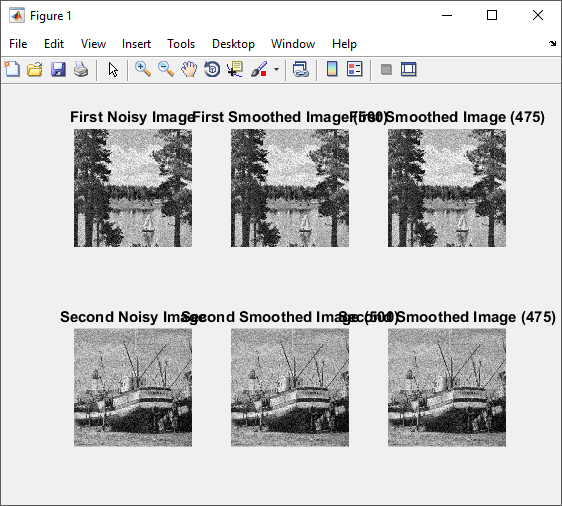 Figure 1
File Edit View Insert Tools Desktop Window Help
First Noisy Image First Smoothed Image (500) First Smoothed Image (475)
Second Noisy Image Second Smoothed Image (500) Second Smoothed Image (475)